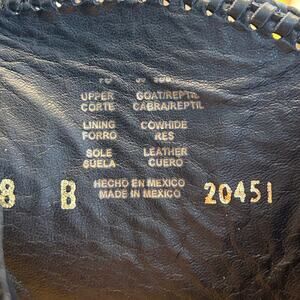 UPPER GOAT/REPTIL
CORTE CABRA/REPTIL
LINING COWHIDE
FORRO RES
SOLE LEATHER
SUELA CUERO
HECHO EN MEXICO
MADE IN MEXICO
8 B 20451